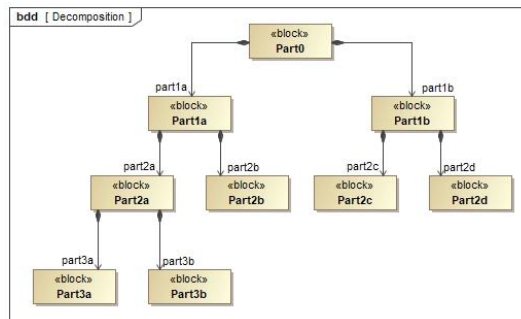 bdd [ Decomposition ]
«block»
Part0
part1a
part1b
«block»
Part1a
«block»
Part1b
part2a
part2b
part2c
part2d
«block»
Part2a
«block»
Part2b
«block»
Part2c
«block»
Part2d
part3a
part3b
«block»
Part3a
«block»
Part3b